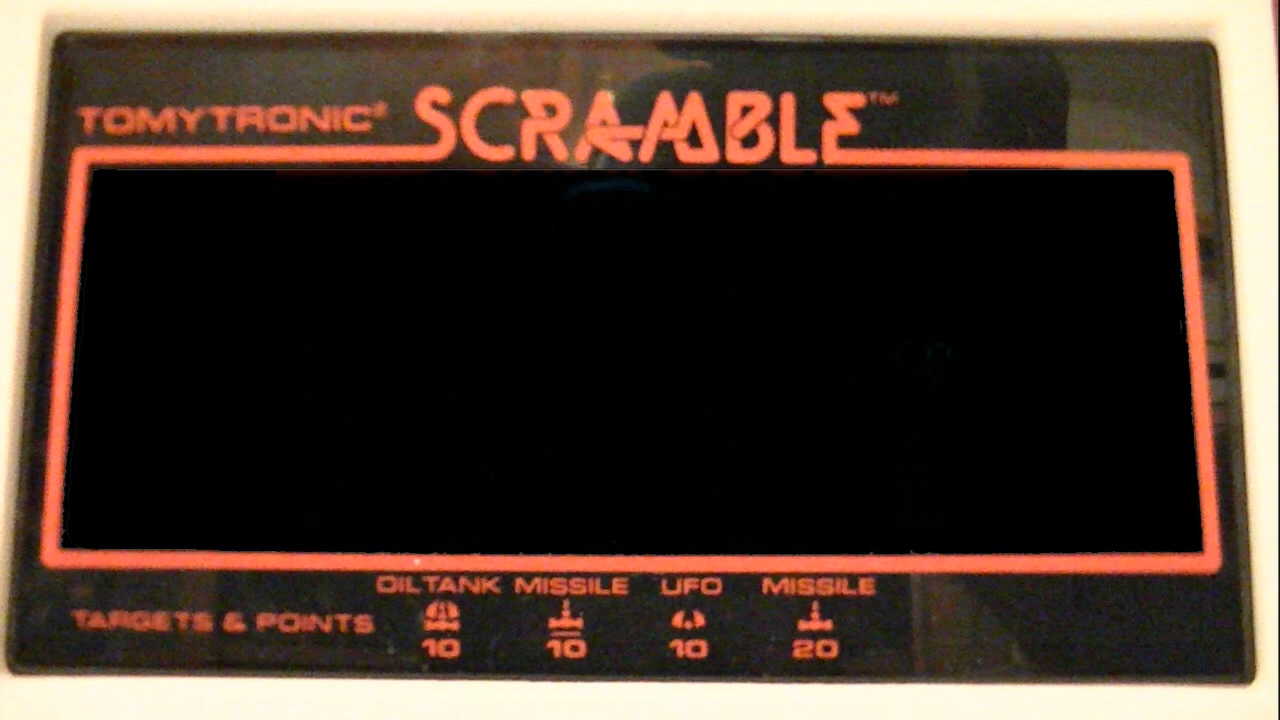 TOMYTRONIC® SCRAMBLE™
OILTANK MISSILE UFO MISSILE
TARGETS & POINTS
10 10 10 20